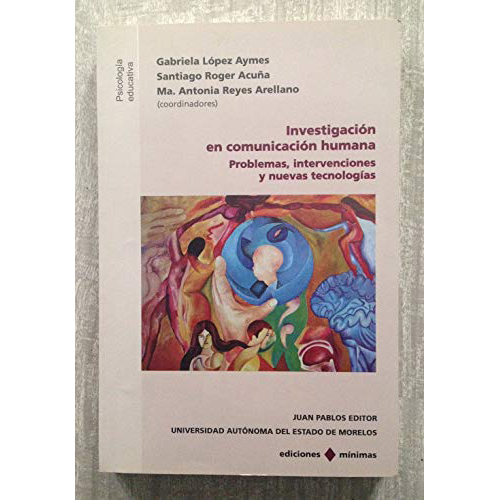 Psicología
educativa
Gabriela López Aymes
Santiago Roger Acuña
Ma. Antonia Reyes Arellano
(coordinadores)
Investigación
en comunicación humana
Problemas, intervenciones
y nuevas tecnologías
JUAN PABLOS EDITOR
UNIVERSIDAD AUTÓNOMA DEL ESTADO DE MORELOS
ediciones mínimas